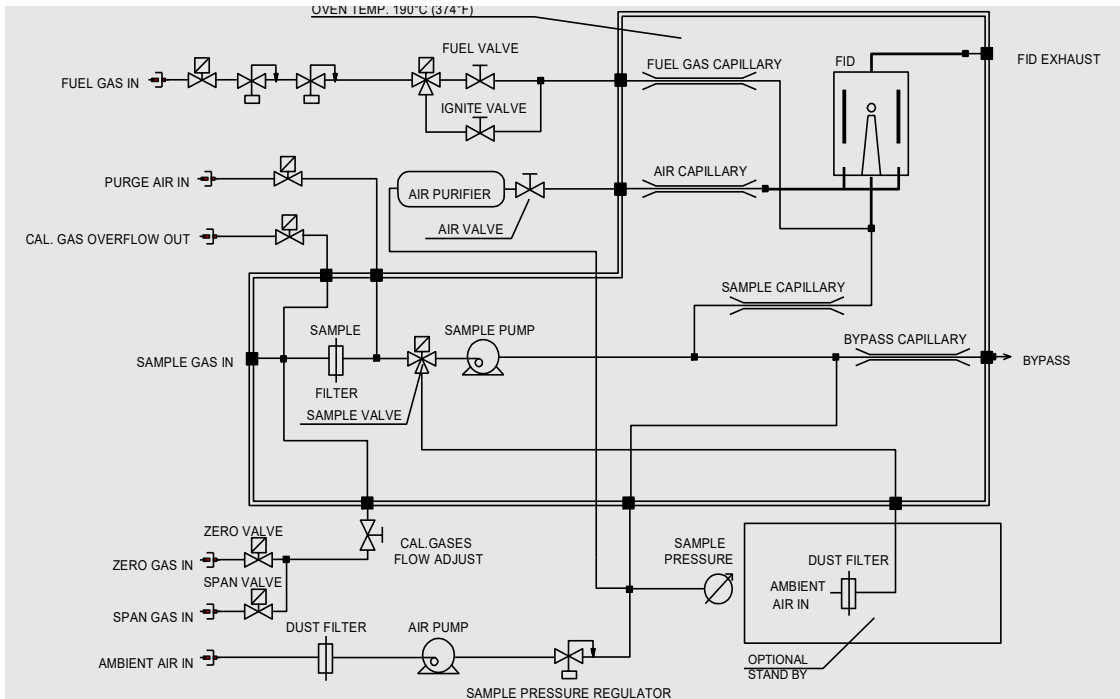 OVEN TEMP. 190°C (374°F)
FUEL VALVE
FUEL GAS CAPILLARY
FID
FID EXHAUST
FUEL GAS IN
IGNITE VALVE
PURGE AIR IN
AIR PURIFIER
AIR CAPILLARY
AIR VALVE
CAL. GAS OVERFLOW OUT
SAMPLE CAPILLARY
SAMPLE
SAMPLE PUMP
BYPASS CAPILLARY
SAMPLE GAS IN
BYPASS
FILTER
SAMPLE VALVE
ZERO VALVE
CAL.GASES
FLOW ADJUST
SAMPLE
PRESSURE
ZERO GAS IN
DUST FILTER
SPAN VALVE
AMBIENT
AIR IN
SPAN GAS IN
DUST FILTER
AIR PUMP
AMBIENT AIR IN
OPTIONAL
STAND BY
SAMPLE PRESSURE REGULATOR